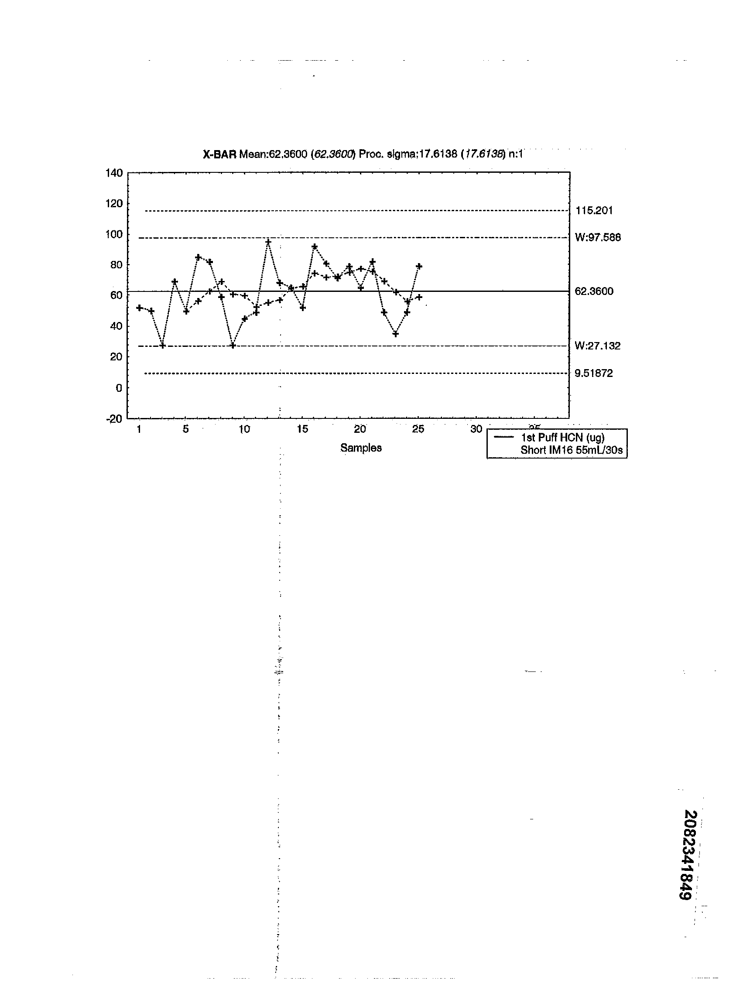 X-BAR Mean:62.3600 (62.3600) Proc. sigma:17.6138 (17.6138) n:1
140
120
115.201
100
W:97.588
80
62.3600
60
40
W:27.132
20
9.51872
0
-20
1 5 10 15 20 25 30
Samples
1st Puff HCN (ug)
Short IM16 55mL/30s
2082341849